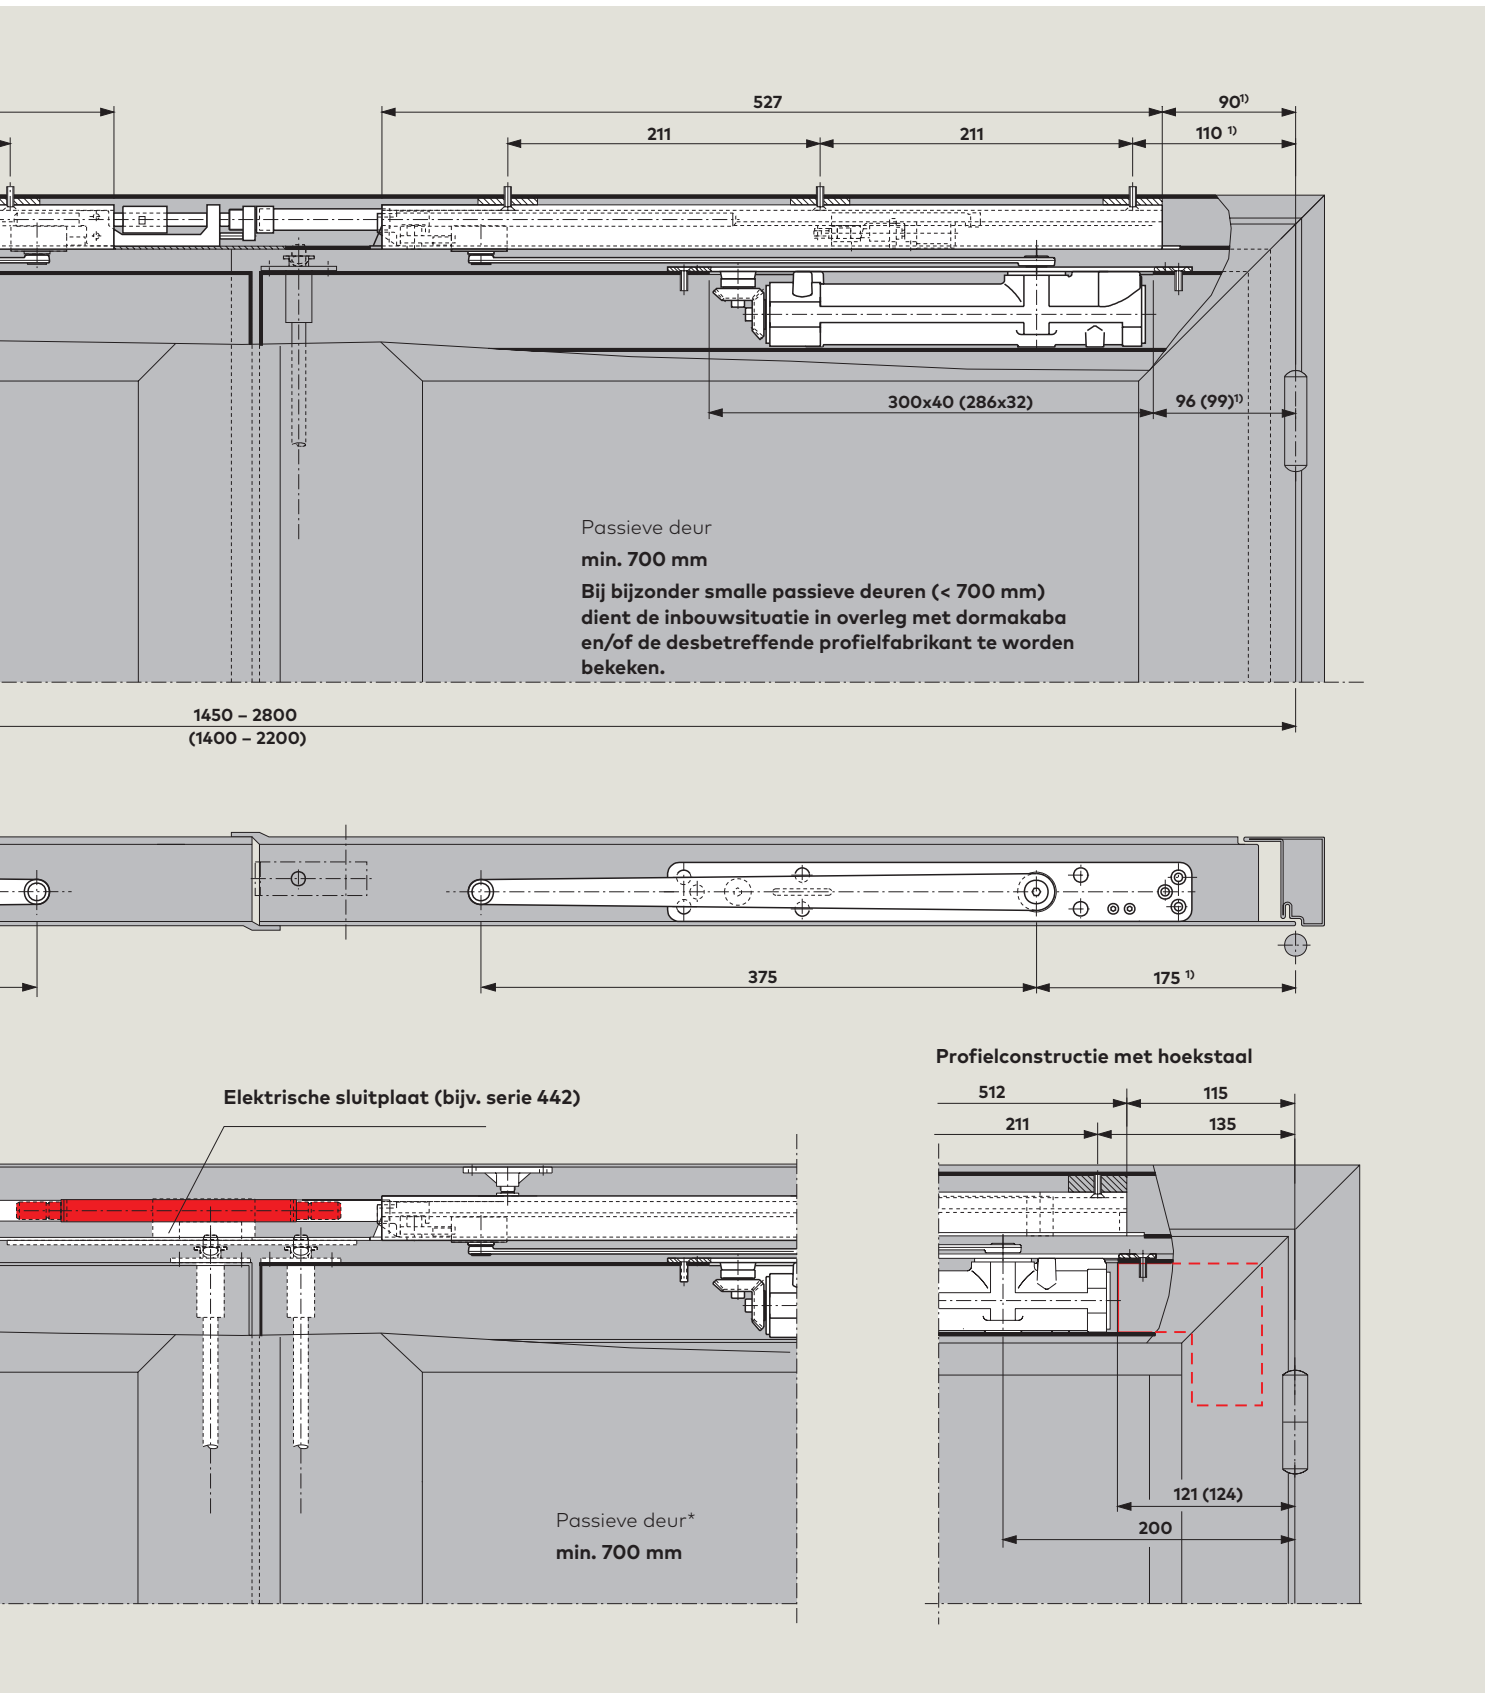 527
90¹⁾
211
211
110 ¹⁾
300x40 (286x32)
96 (99)¹⁾
Passieve deur
min. 700 mm
Bij bijzonder smalle passieve deuren (< 700 mm)
dient de inbouwsituatie in overleg met dormakaba
en/of de desbetreffende profielfabrikant te worden
bekeken.
1450 – 2800
(1400 – 2200)
375
175 ¹⁾
Profielconstructie met hoekstaal
Elektrische sluitplaat (bijv. serie 442)
512
115
211
135
121 (124)
200
Passieve deur*
min. 700 mm